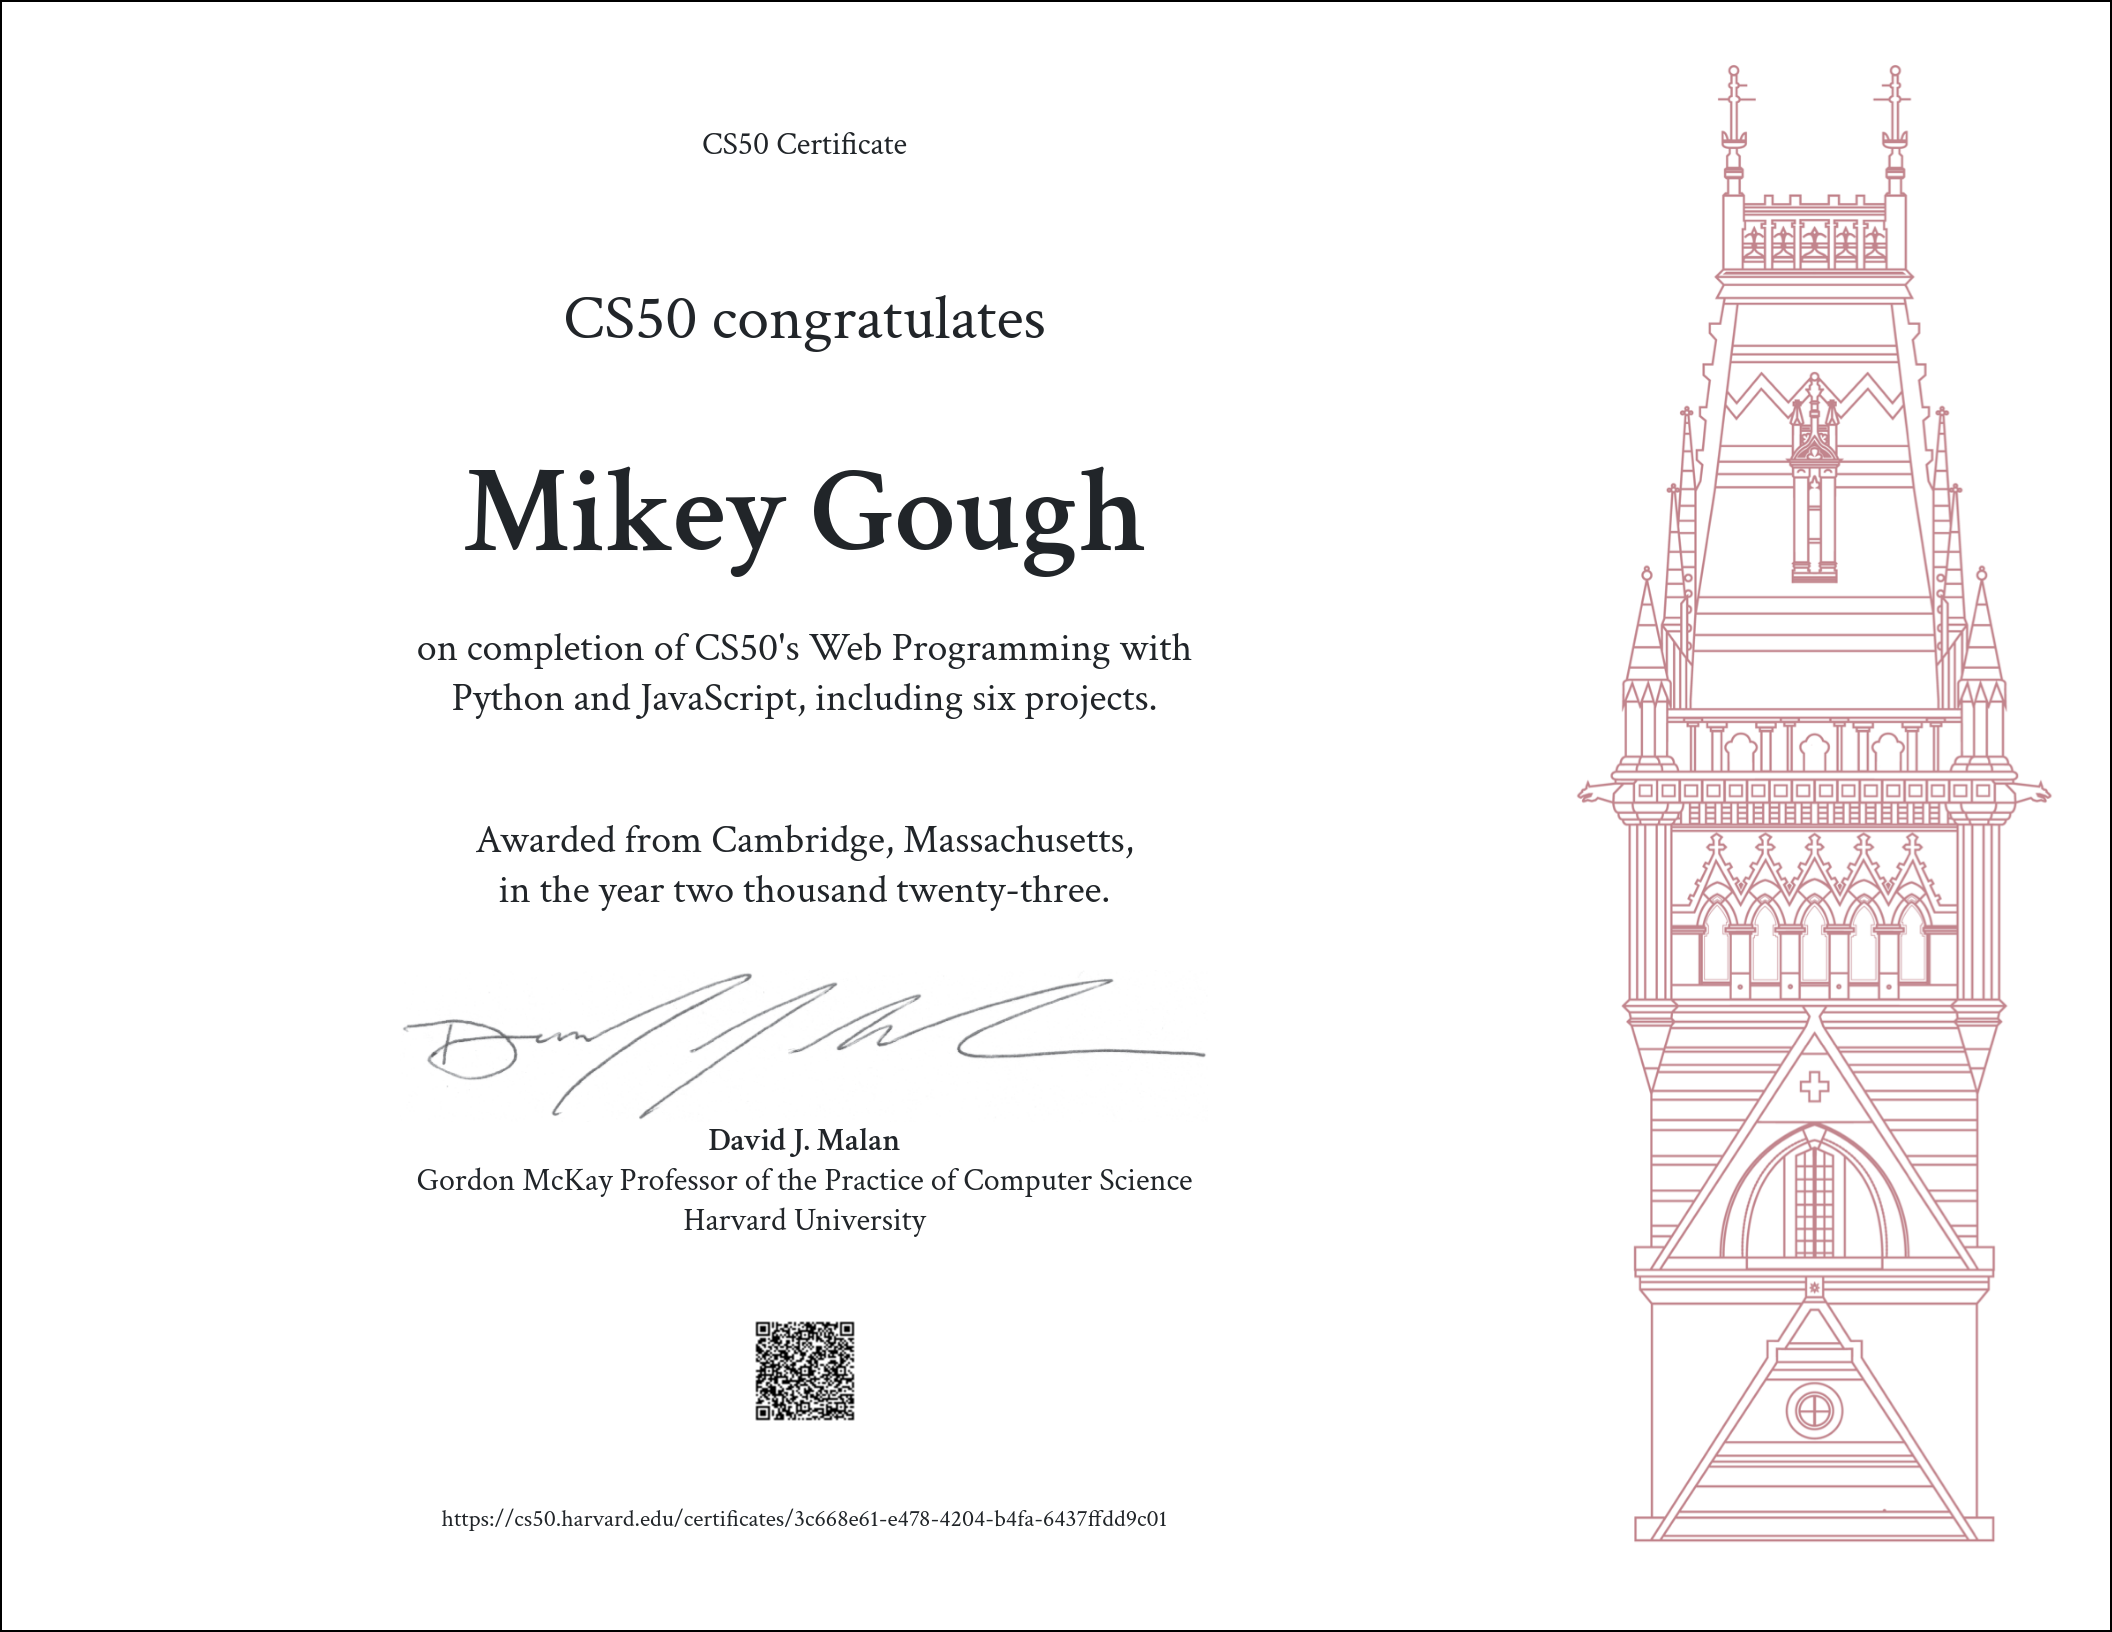 CS50 Certificate
CS50 congratulates
Mikey Gough
on completion of CS50's Web Programming with
Python and JavaScript, including six projects.
Awarded from Cambridge, Massachusetts,
in the year two thousand twenty-three.
David J. Malan
Gordon McKay Professor of the Practice of Computer Science
Harvard University
https://cs50.harvard.edu/certificates/3c668e61-e478-4204-b4fa-6437ffdd9c01